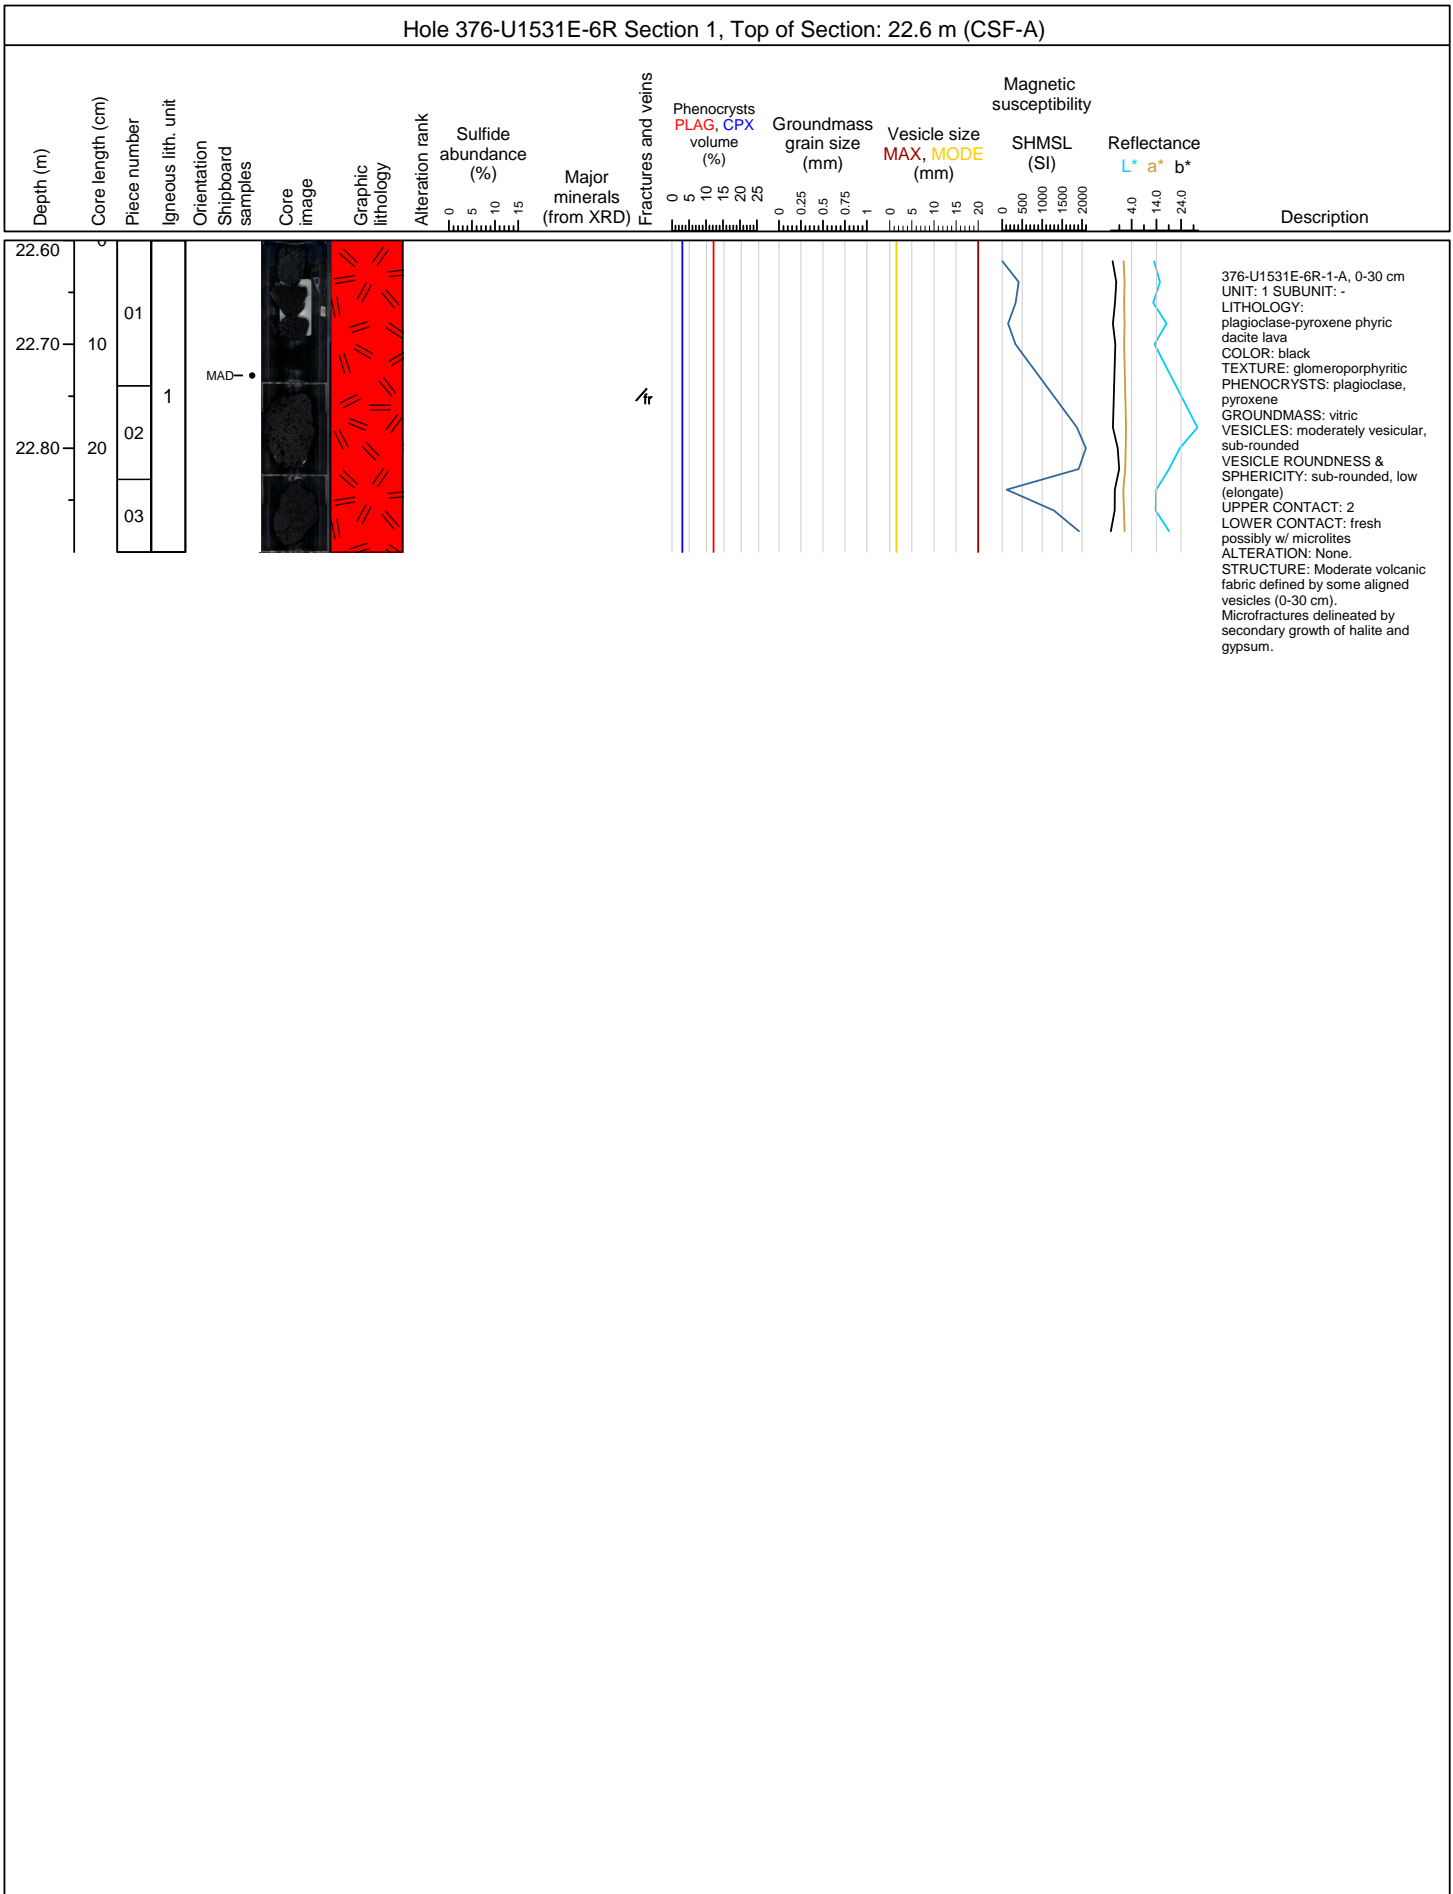 Hole 376-U1531E-6R Section 1, Top of Section: 22.6 m (CSF-A)
Depth (m)
Core length (cm)
Piece number
Igneous lith. unit
Orientation
Shipboard
samples
Core
image
Graphic
lithology
Alteration rank
Sulfide
abundance
(%)
0 5 10 15
Major
minerals
(from XRD)
Fractures and veins
Phenocrysts
PLAG, CPX
volume
(%)
0 5 10 15 20 25
Groundmass
grain size
(mm)
0 0.25 0.5 0.75 1
Vesicle size
MAX, MODE
(mm)
0 5 10 15 20
Magnetic
susceptibility
SHMSL
(SI)
0 500 1000 1500 2000
Reflectance
L* a* b*
4.0 14.0 24.0
Description
22.60
22.70
22.80
0
10
20
01
02
03
1
MAD
fr
376-U1531E-6R-1-A, 0-30 cm
UNIT: 1 SUBUNIT: -
LITHOLOGY:
plagioclase-pyroxene phyric
dacite lava
COLOR: black
TEXTURE: glomeroporphyritic
PHENOCRYSTS: plagioclase,
pyroxene
GROUNDMASS: vitric
VESICLES: moderately vesicular,
sub-rounded
VESICLE ROUNDNESS &
SPHERICITY: sub-rounded, low
(elongate)
UPPER CONTACT: 2
LOWER CONTACT: fresh
possibly w/ microlites
ALTERATION: None.
STRUCTURE: Moderate volcanic
fabric defined by some aligned
vesicles (0-30 cm).
Microfractures delineated by
secondary growth of halite and
gypsum.